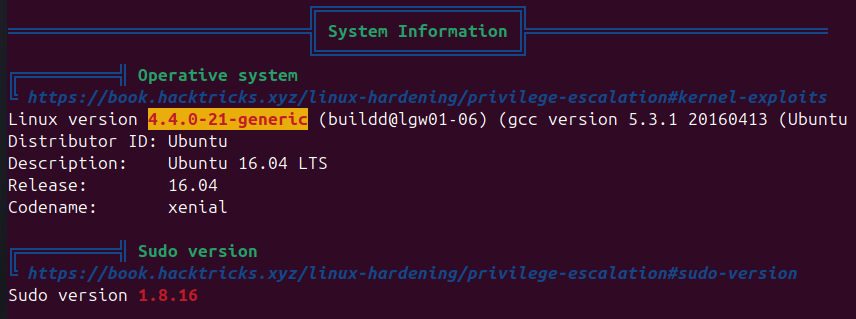 System Information
Operative system
https://book.hacktricks.xyz/linux-hardening/privilege-escalation#kernel-exploits
Linux version 4.4.0-21-generic (buildd@lgw01-06) (gcc version 5.3.1 20160413 (Ubuntu
Distributor ID: Ubuntu
Description:    Ubuntu 16.04 LTS
Release:        16.04
Codename:       xenial
Sudo version
https://book.hacktricks.xyz/linux-hardening/privilege-escalation#sudo-version
Sudo version 1.8.16